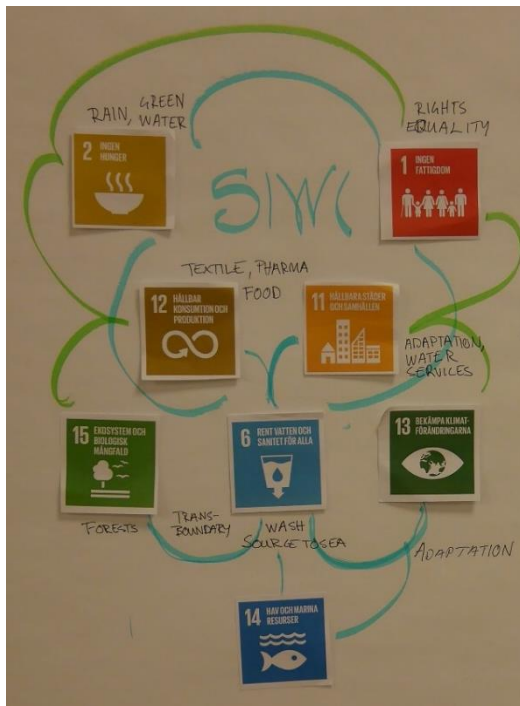 RAIN, GREEN
WATER
RIGHTS
EQUALITY
2 INGEN
HUNGER
1 INGEN
FATTIGDOM
SIWI
TEXTILE, PHARMA
FOOD
12 HÅLLBAR
KONSUMTION OCH
PRODUKTION
11 HÅLLBARA STÄDER
OCH SAMHÄLLEN
ADAPTATION,
WATER
SERVICES
15 EKOSYSTEM OCH
BIOLOGISK
MÅNGFALD
6 RENT VATTEN OCH
SANITET FÖR ALLA
13 BEKÄMPA KLIMAT-
FÖRÄNDRINGARNA
FORESTS
TRANS-
BOUNDARY
WASH
SOURCE TO SEA
ADAPTATION
14 HAV OCH MARINA
RESURSER